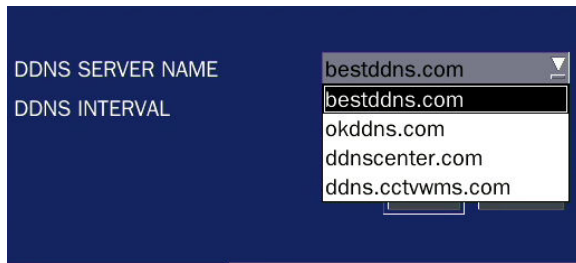 DDNS SERVER NAME
bestddns.com
DDNS INTERVAL
bestddns.com
okddns.com
ddnscenter.com
ddns.cctvwms.com